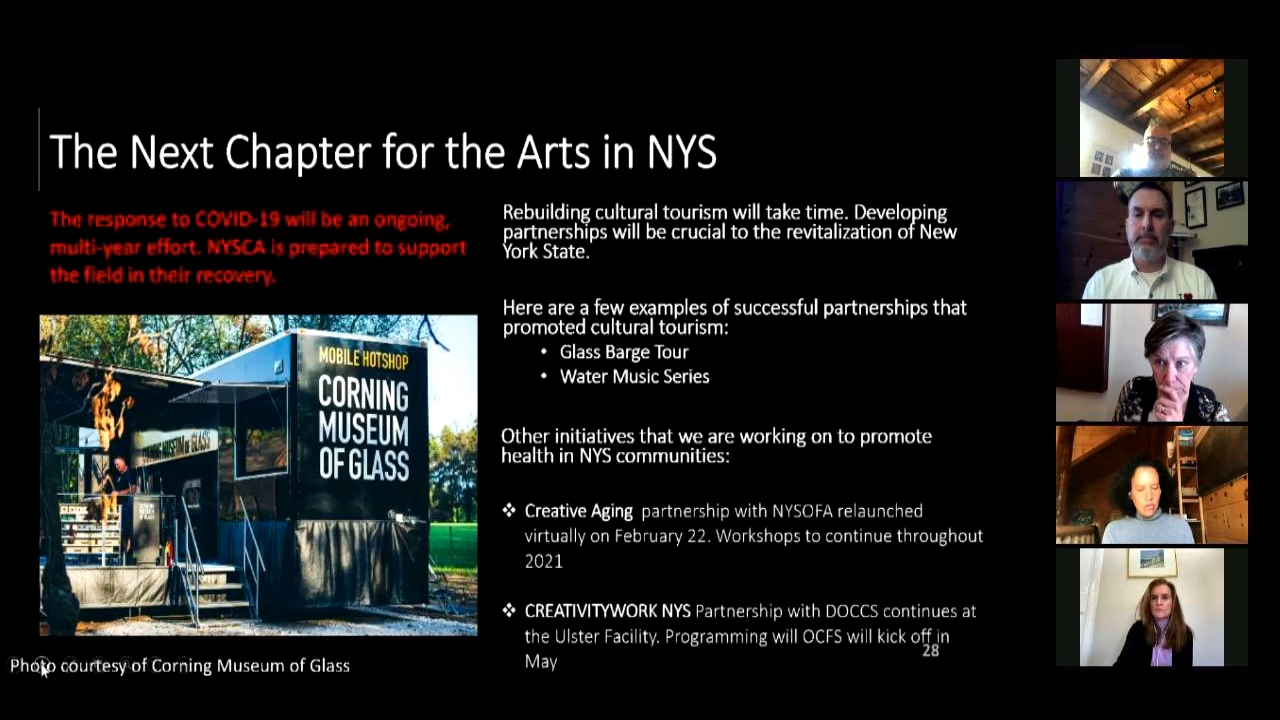 The Next Chapter for the Arts in NYS
The response to COVID-19 will be an ongoing,
multi-year effort. NYSCA is prepared to support
the field in their recovery.
MOBILE HOTSHOP
CORNING
MUSEUM
OF GLASS
CORNING MUSEUM OF GLASS
Photo courtesy of Corning Museum of Glass
Rebuilding cultural tourism will take time. Developing
partnerships will be crucial to the revitalization of New
York State.
Here are a few examples of successful partnerships that
promoted cultural tourism:
• Glass Barge Tour
• Water Music Series
Other initiatives that we are working on to promote
health in NYS communities:
❖ Creative Aging partnership with NYSOFA relaunched
virtually on February 22. Workshops to continue throughout
2021
❖ CREATIVITYWORK NYS Partnership with DOCCS continues at
the Ulster Facility. Programming will OCFS will kick off in
May
28